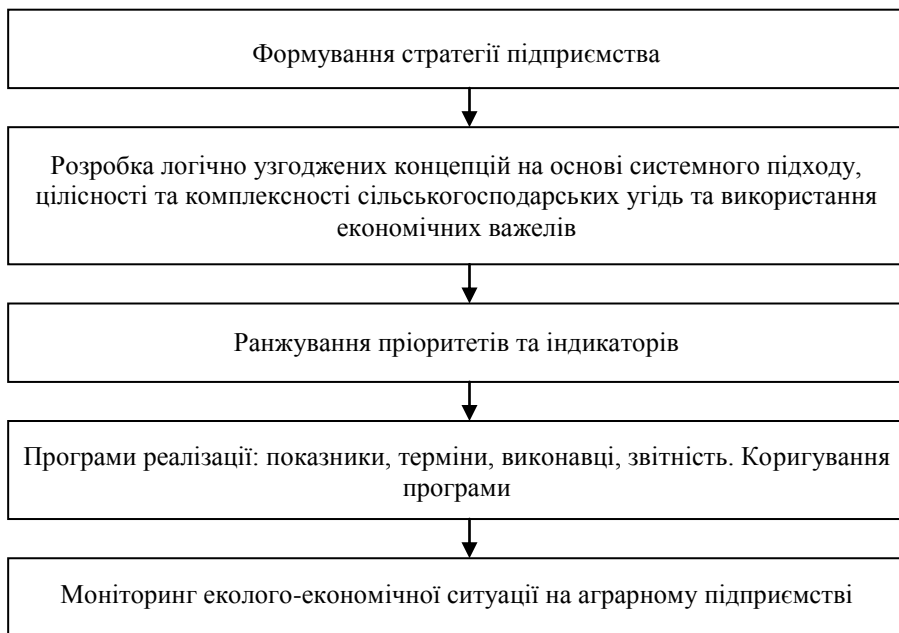 Формування стратегії підприємства
Розробка логічно узгоджених концепцій на основі системного підходу,
цілісності та комплексності сільськогосподарських угідь та використання
економічних важелів
Ранжування пріоритетів та індикаторів
Програми реалізації: показники, терміни, виконавці, звітність. Коригування
програми
Моніторинг еколого-економічної ситуації на аграрному підприємстві